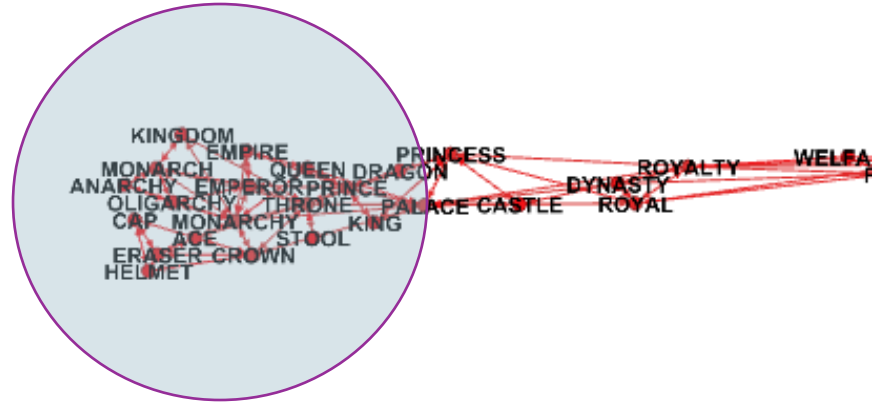 KINGDOM
EMPIRE
PRINCESS
WELFA
MONARCH
QUEEN
DRAGON
ROYALTY
ANARCHY
EMPEROR
PRINCE
DYNASTY
OLIGARCHY
THRONE
PALACE
CASTLE
ROYAL
CAP
MONARCHY
KING
ACE
STOOL
ERASER
CROWN
HELMET